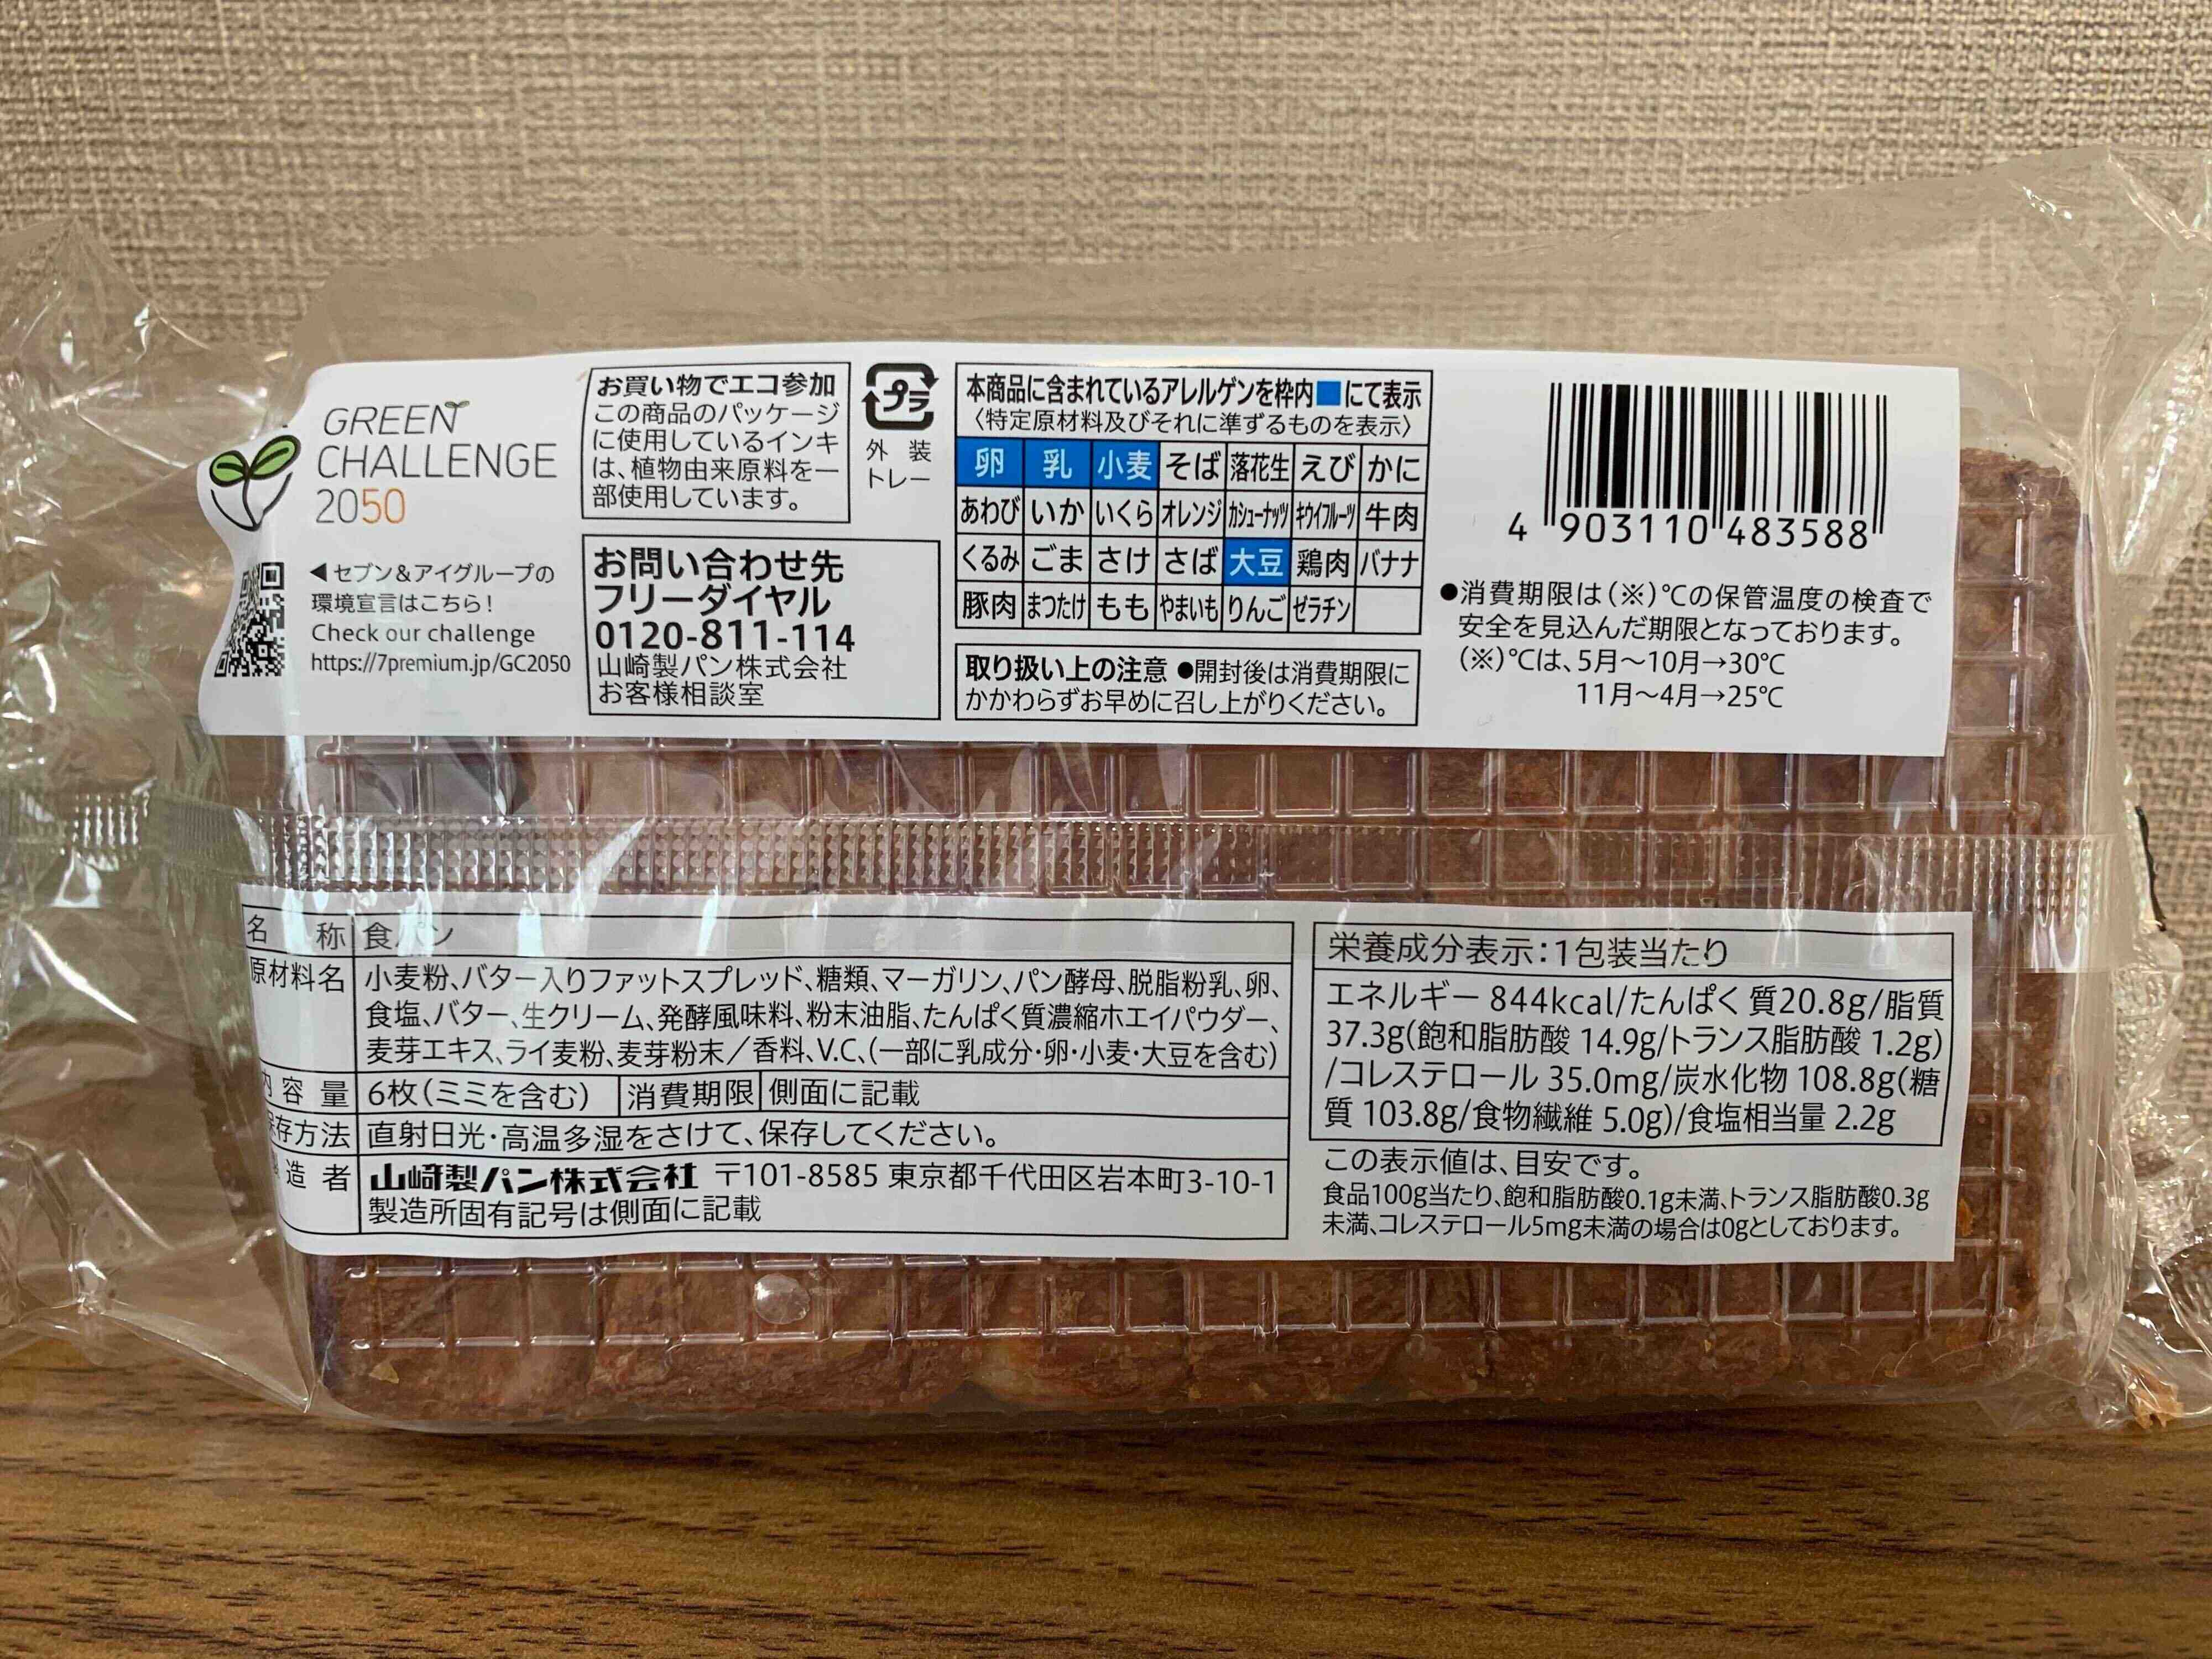 GREEN
CHALLENGE
2050
◀セブン&アイグループの
環境宣言はこちら!
Check our challenge
https://7premium.jp/GC2050
お買い物でエコ参加
この商品のパッケージ
に使用しているインキ
は、植物由来原料を一
部使用しています。
お問い合わせ先
フリーダイヤル
0120-811-114
山崎製パン株式会社
お客様相談室
プラ
外 装
トレー
本商品に含まれているアレルゲンを枠内■にて表示
〈特定原材料及びそれに準ずるものを表示〉
卵 乳 小麦 そば 落花生 えび かに
あわび いか いくら オレンジ カシューナッツ キウイフルーツ 牛肉
くるみ ごま さけ さば 大豆 鶏肉 バナナ
豚肉 まつたけ もも やまいも りんご ゼラチン
取り扱い上の注意 ●開封後は消費期限に
かかわらずお早めに召し上がりください。
4 903110 483588
●消費期限は(※)℃の保管温度の検査で
安全を見込んだ期限となっております。
(※)℃は、5月～10月→30℃
11月～4月→25℃
名 称 食パン
原材料名 小麦粉、バター入りファットスプレッド、糖類、マーガリン、パン酵母、脱脂粉乳、卵、
食塩、バター、生クリーム、発酵風味料、粉末油脂、たんぱく質濃縮ホエイパウダー、
麦芽エキス、ライ麦粉、麦芽粉末／香料、V.C、(一部に乳成分・卵・小麦・大豆を含む)
内 容 量 6枚(ミミを含む) 消費期限 側面に記載
保存方法 直射日光・高温多湿をさけて、保存してください。
製 造 者 山崎製パン株式会社 〒101-8585 東京都千代田区岩本町3-10-1
製造所固有記号は側面に記載
栄養成分表示:1包装当たり
エネルギー 844kcal/たんぱく質20.8g/脂質
37.3g(飽和脂肪酸 14.9g/トランス脂肪酸 1.2g)
/コレステロール 35.0mg/炭水化物 108.8g(糖
質 103.8g/食物繊維 5.0g)/食塩相当量 2.2g
この表示値は、目安です。
食品100g当たり、飽和脂肪酸0.1g未満、トランス脂肪酸0.3g
未満、コレステロール5mg未満の場合は0gとしております。